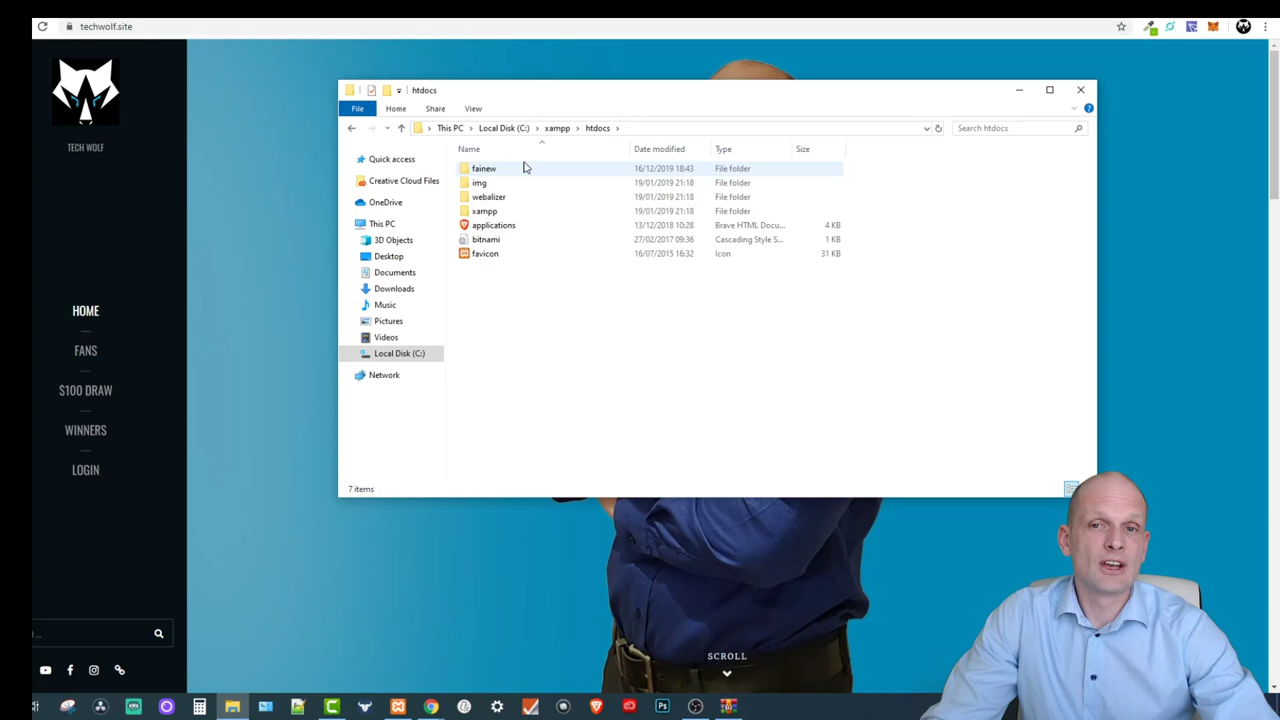 techwolf.site
TECH WOLF
HOME
FANS
$100 DRAW
WINNERS
LOGIN
htdocs
File Home Share View
This PC Local Disk (C:) xampp htdocs
Search htdocs
Quick access
Creative Cloud Files
OneDrive
This PC
3D Objects
Desktop
Documents
Downloads
Music
Pictures
Videos
Local Disk (C:)
Network
Name Date modified Type Size
fainew 16/12/2019 18:43 File folder
img 19/01/2019 21:18 File folder
webalizer 19/01/2019 21:18 File folder
xampp 19/01/2019 21:18 File folder
applications 13/12/2018 10:28 Brave HTML Docu... 4 KB
bitnami 27/02/2017 09:36 Cascading Style S... 1 KB
favicon 16/07/2015 16:32 Icon 31 KB
7 items
SCROLL
Ps